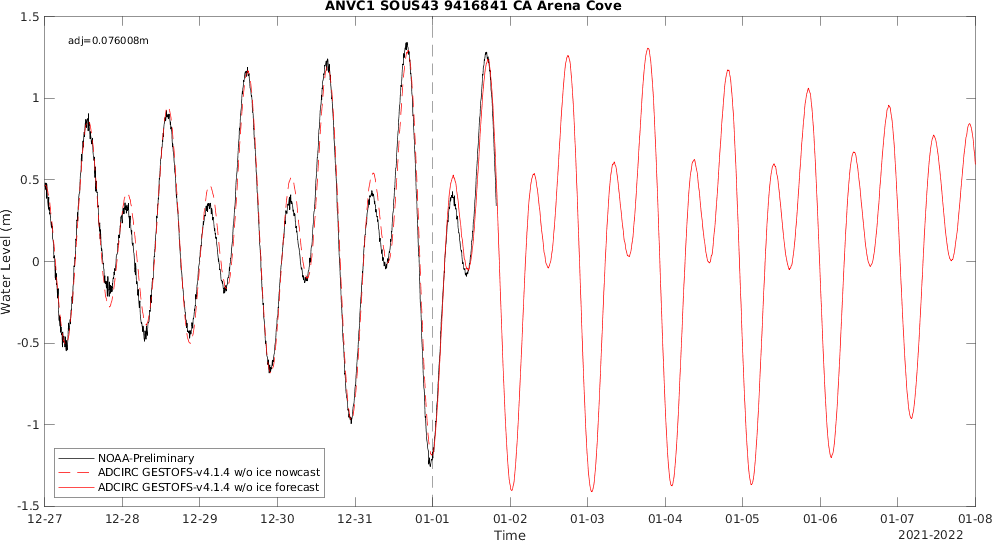 ANVC1 SOUS43 9416841 CA Arena Cove
adj=0.076008m
1.5
1
0.5
0
-0.5
-1
-1.5
Water Level (m)
NOAA-Preliminary
ADCIRC GESTOFS-v4.1.4 w/o ice nowcast
ADCIRC GESTOFS-v4.1.4 w/o ice forecast
12-27 12-28 12-29 12-30 12-31 01-01 01-02 01-03 01-04 01-05 01-06 01-07 01-08
Time
2021-2022